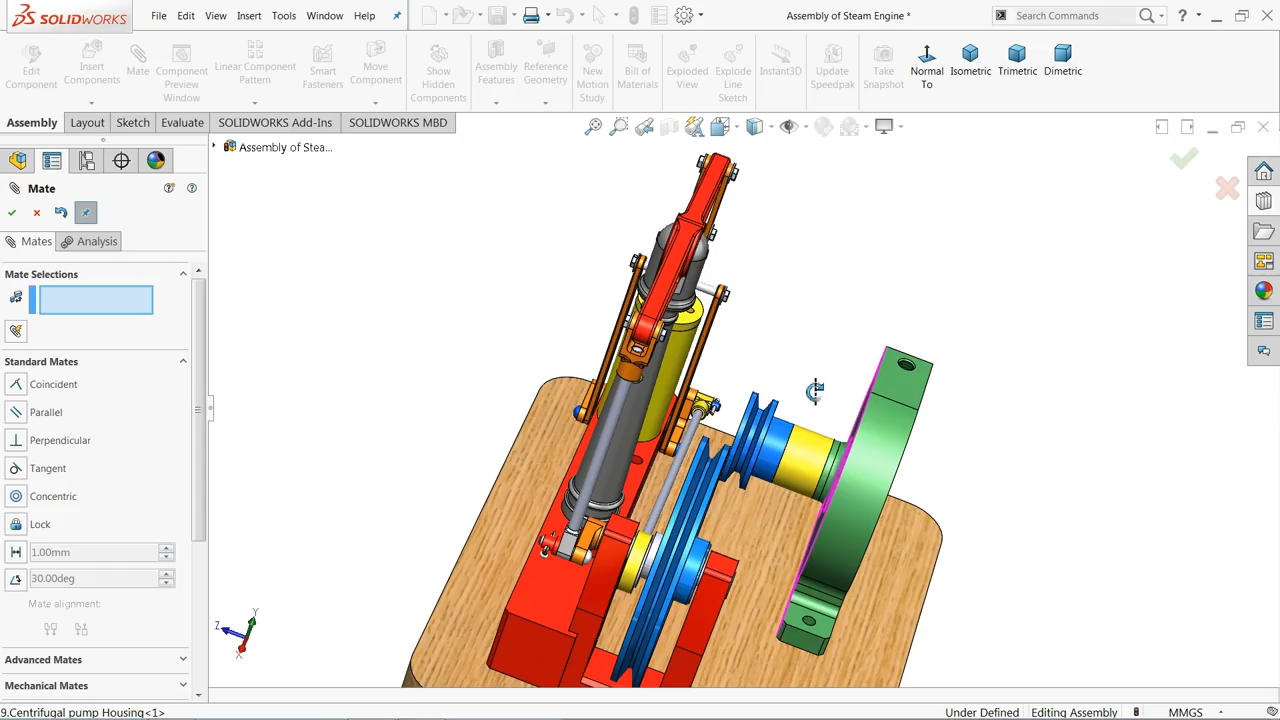 SOLIDWORKS File Edit View Insert Tools Window Help Assembly of Steam Engine * Search Commands ?
Edit Component
Insert Components
Mate
Component Preview Window
Linear Component Pattern
Smart Fasteners
Move Component
Show Hidden Components
Assembly Features
Reference Geometry
New Motion Study
Bill of Materials
Exploded View
Explode Line Sketch
Instant3D
Update Speedpak
Take Snapshot
Normal To
Isometric
Trimetric
Dimetric
Assembly Layout Sketch Evaluate SOLIDWORKS Add-Ins SOLIDWORKS MBD
Assembly of Stea...
Mate
Mates Analysis
Mate Selections
Standard Mates
Coincident
Parallel
Perpendicular
Tangent
Concentric
Lock
1.00mm
30.00deg
Mate alignment:
Advanced Mates
Mechanical Mates
Y
Z
X
9.Centrifugal pump Housing<1> Under Defined Editing Assembly MMGS